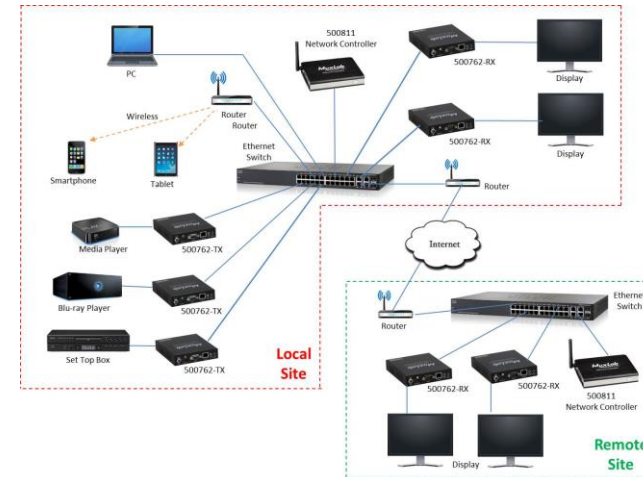 500811
Network Controller
PC
500762-RX
Display
Wireless
Router
Router
500762-RX
Display
Ethernet
Switch
Smartphone
Tablet
Router
Media Player
500762-TX
Internet
Blu-ray Player
500762-TX
Router
Ethernet
Switch
Set Top Box
500762-TX
Local
Site
500762-RX
500762-RX
500811
Network Controller
Display
Remote
Site